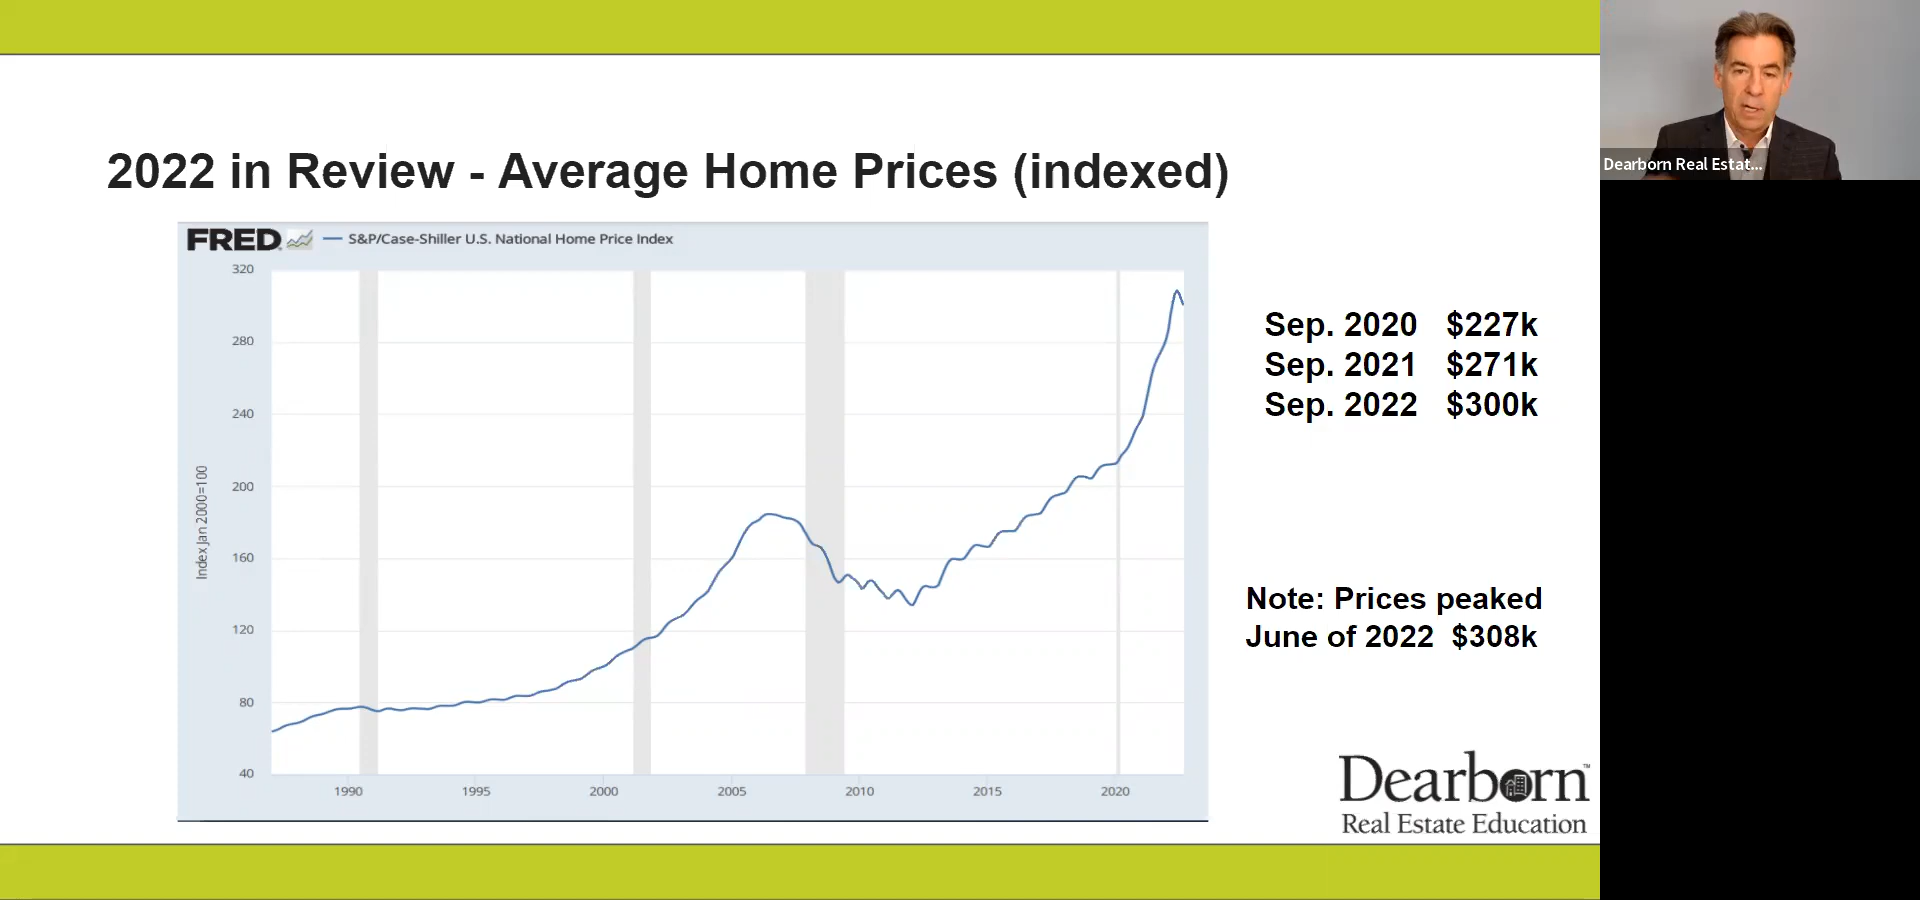 2022 in Review - Average Home Prices (indexed)
FRED
S&P/Case-Shiller U.S. National Home Price Index
320
280
240
200
160
120
80
40
Index Jan 2000=100
1990 1995 2000 2005 2010 2015 2020
Sep. 2020 $227k
Sep. 2021 $271k
Sep. 2022 $300k
Note: Prices peaked
June of 2022 $308k
Dearborn™
Real Estate Education
Dearborn Real Estat...